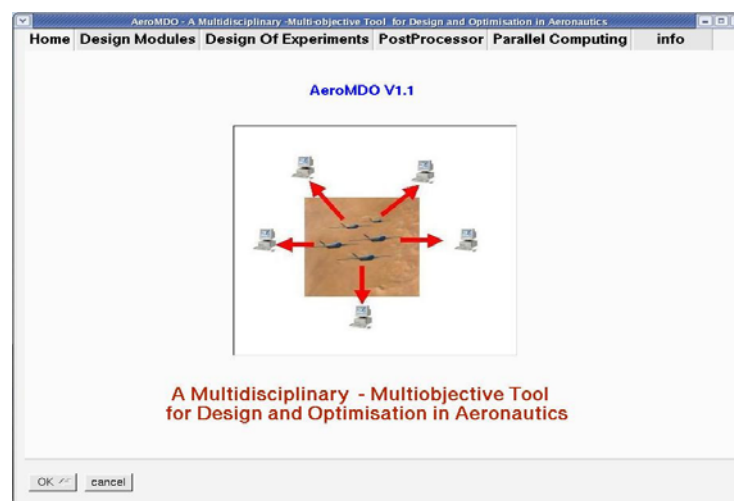 AeroMDO - A Multidisciplinary -Multi-objective Tool for Design and Optimisation in Aeronautics
Home Design Modules Design Of Experiments PostProcessor Parallel Computing info
AeroMDO V1.1
A Multidisciplinary - Multiobjective Tool
for Design and Optimisation in Aeronautics
OK cancel